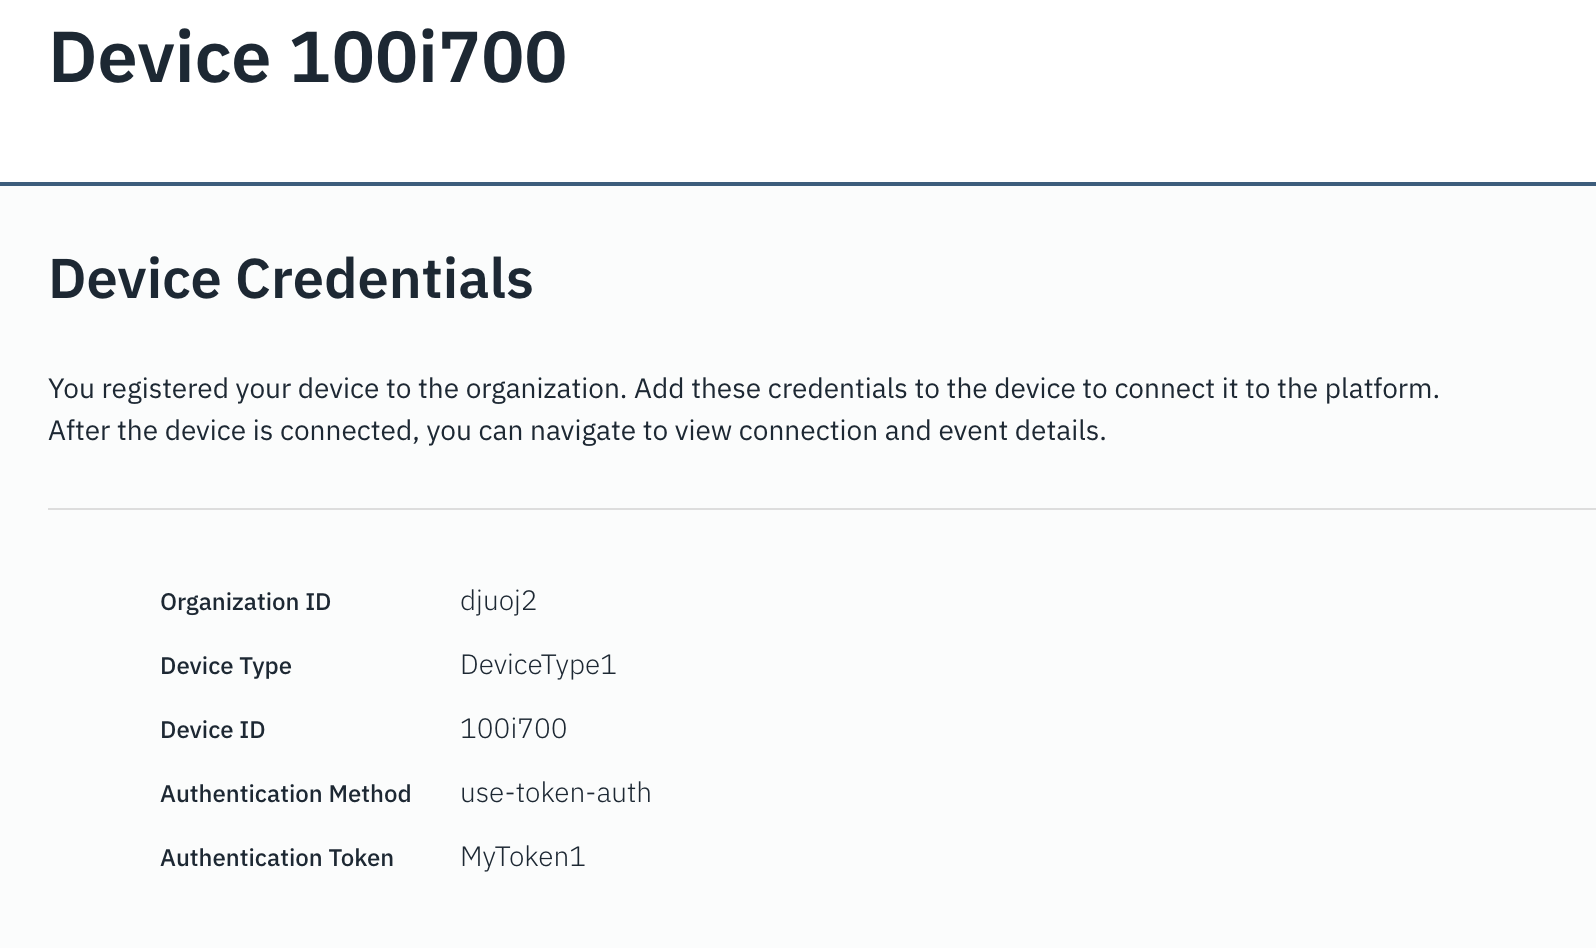 Device 100i700
Device Credentials
You registered your device to the organization. Add these credentials to the device to connect it to the platform.
After the device is connected, you can navigate to view connection and event details.
Organization ID djuoj2
Device Type DeviceType1
Device ID 100i700
Authentication Method use-token-auth
Authentication Token MyToken1